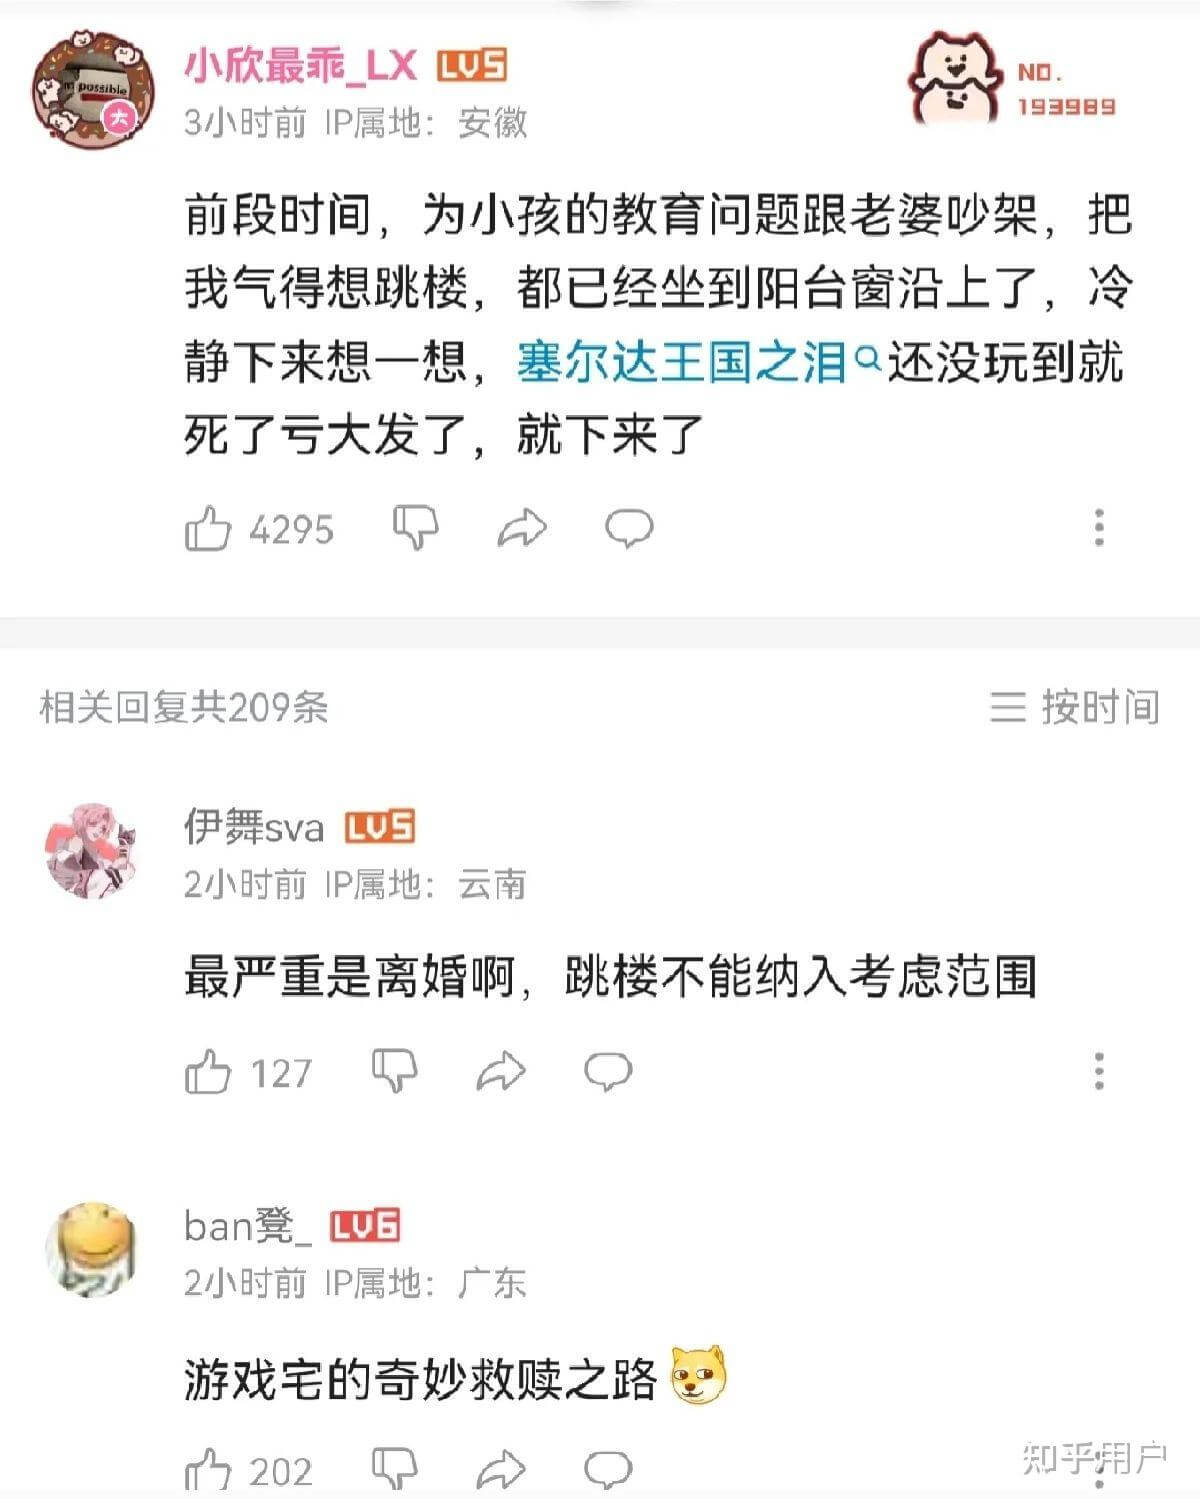 小欣最乖_LX LV5
NO.
193989
3小时前 IP属地：安徽
possible
大
前段时间，为小孩的教育问题跟老婆吵架，把
我气得想跳楼，都已经坐到阳台窗沿上了，冷
静下来想一想，塞尔达王国之泪还没玩到就
死了亏大发了，就下来了
4295
相关回复共209条
按时间
伊舞sva LV5
2小时前 IP属地：云南
最严重是离婚啊，跳楼不能纳入考虑范围
127
ban凳_ LV6
2小时前 IP属地：广东
游戏宅的奇妙救赎之路
202
知乎用户